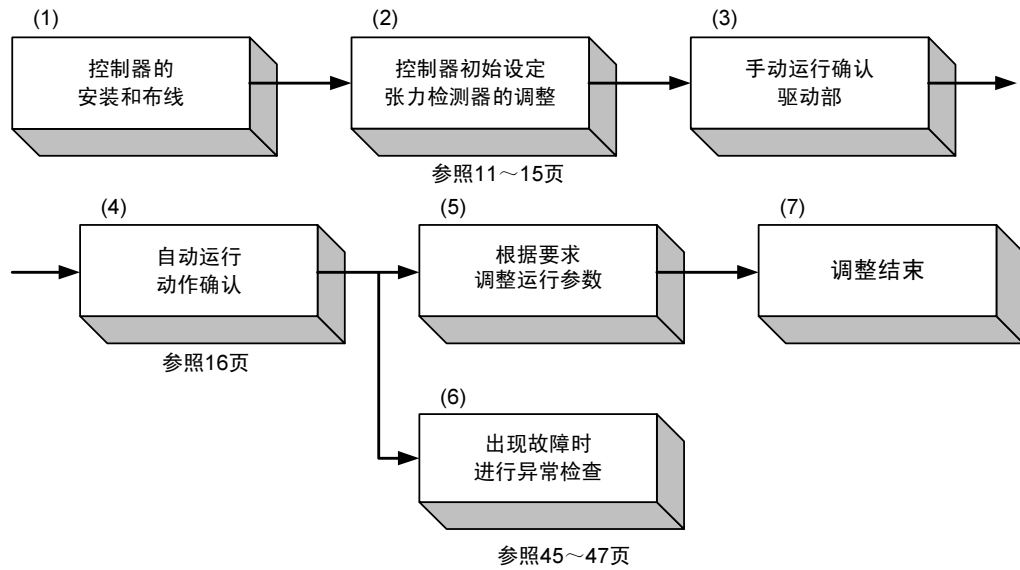 (1)
控制器的
安装和布线
(2)
控制器初始设定
张力检测器的调整
参照11～15页
(3)
手动运行确认
驱动部
(4)
自动运行
动作确认
参照16页
(5)
根据要求
调整运行参数
(7)
调整结束
(6)
出现故障时
进行异常检查
参照45～47页